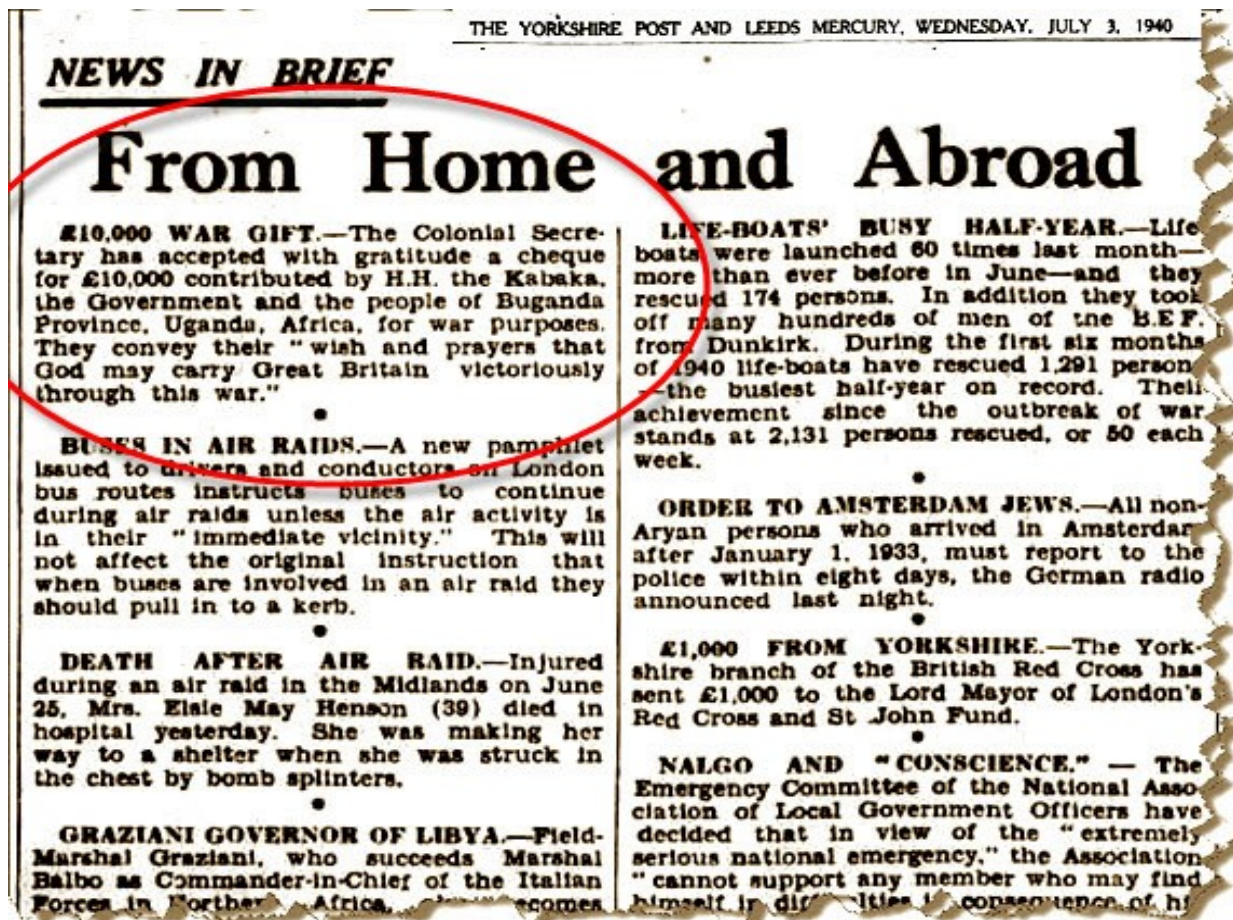 THE YORKSHIRE POST AND LEEDS MERCURY, WEDNESDAY, JULY 3, 1940
NEWS IN BRIEF
From Home and Abroad
£10,000 WAR GIFT.—The Colonial Secre-
tary has accepted with gratitude a cheque
for £10,000 contributed by H.H. the Kabaka,
the Government and the people of Buganda
Province, Uganda, Africa, for war purposes.
They convey their "wish and prayers that
God may carry Great Britain victoriously
through this war."
BUSES IN AIR RAIDS.—A new pamphlet
issued to drivers and conductors on London
bus routes instructs buses to continue
during air raids unless the air activity is
in their "immediate vicinity." This will
not affect the original instruction that
when buses are involved in an air raid they
should pull in to a kerb.
DEATH AFTER AIR RAID.—Injured
during an air raid in the Midlands on June
25, Mrs. Elsie May Henson (39) died in
hospital yesterday. She was making her
way to a shelter when she was struck in
the chest by bomb splinters.
GRAZIANI GOVERNOR OF LIBYA.—Field-
Marshal Graziani, who succeeds Marshal
Balbo as Commander-in-Chief of the Italian
Forces in Northern Africa,
LIFE-BOATS' BUSY HALF-YEAR.—Life
boats were launched 60 times last month—
more than ever before in June—and they
rescued 174 persons. In addition they took
off many hundreds of men of the B.E.F.
from Dunkirk. During the first six months
of 1940 life-boats have rescued 1,291 person
—the busiest half-year on record. Their
achievement since the outbreak of war
stands at 2,131 persons rescued, or 50 each
week.
ORDER TO AMSTERDAM JEWS.—All non-
Aryan persons who arrived in Amsterdam
after January 1, 1933, must report to the
police within eight days, the German radio
announced last night.
£1,000 FROM YORKSHIRE.—The York-
shire branch of the British Red Cross has
sent £1,000 to the Lord Mayor of London's
Red Cross and St John Fund.
NALGO AND "CONSCIENCE." — The
Emergency Committee of the National Asso-
ciation of Local Government Officers have
decided that in view of the "extremely
serious national emergency," the Association
"cannot support any member who may find
himself in difficulties in consequence of